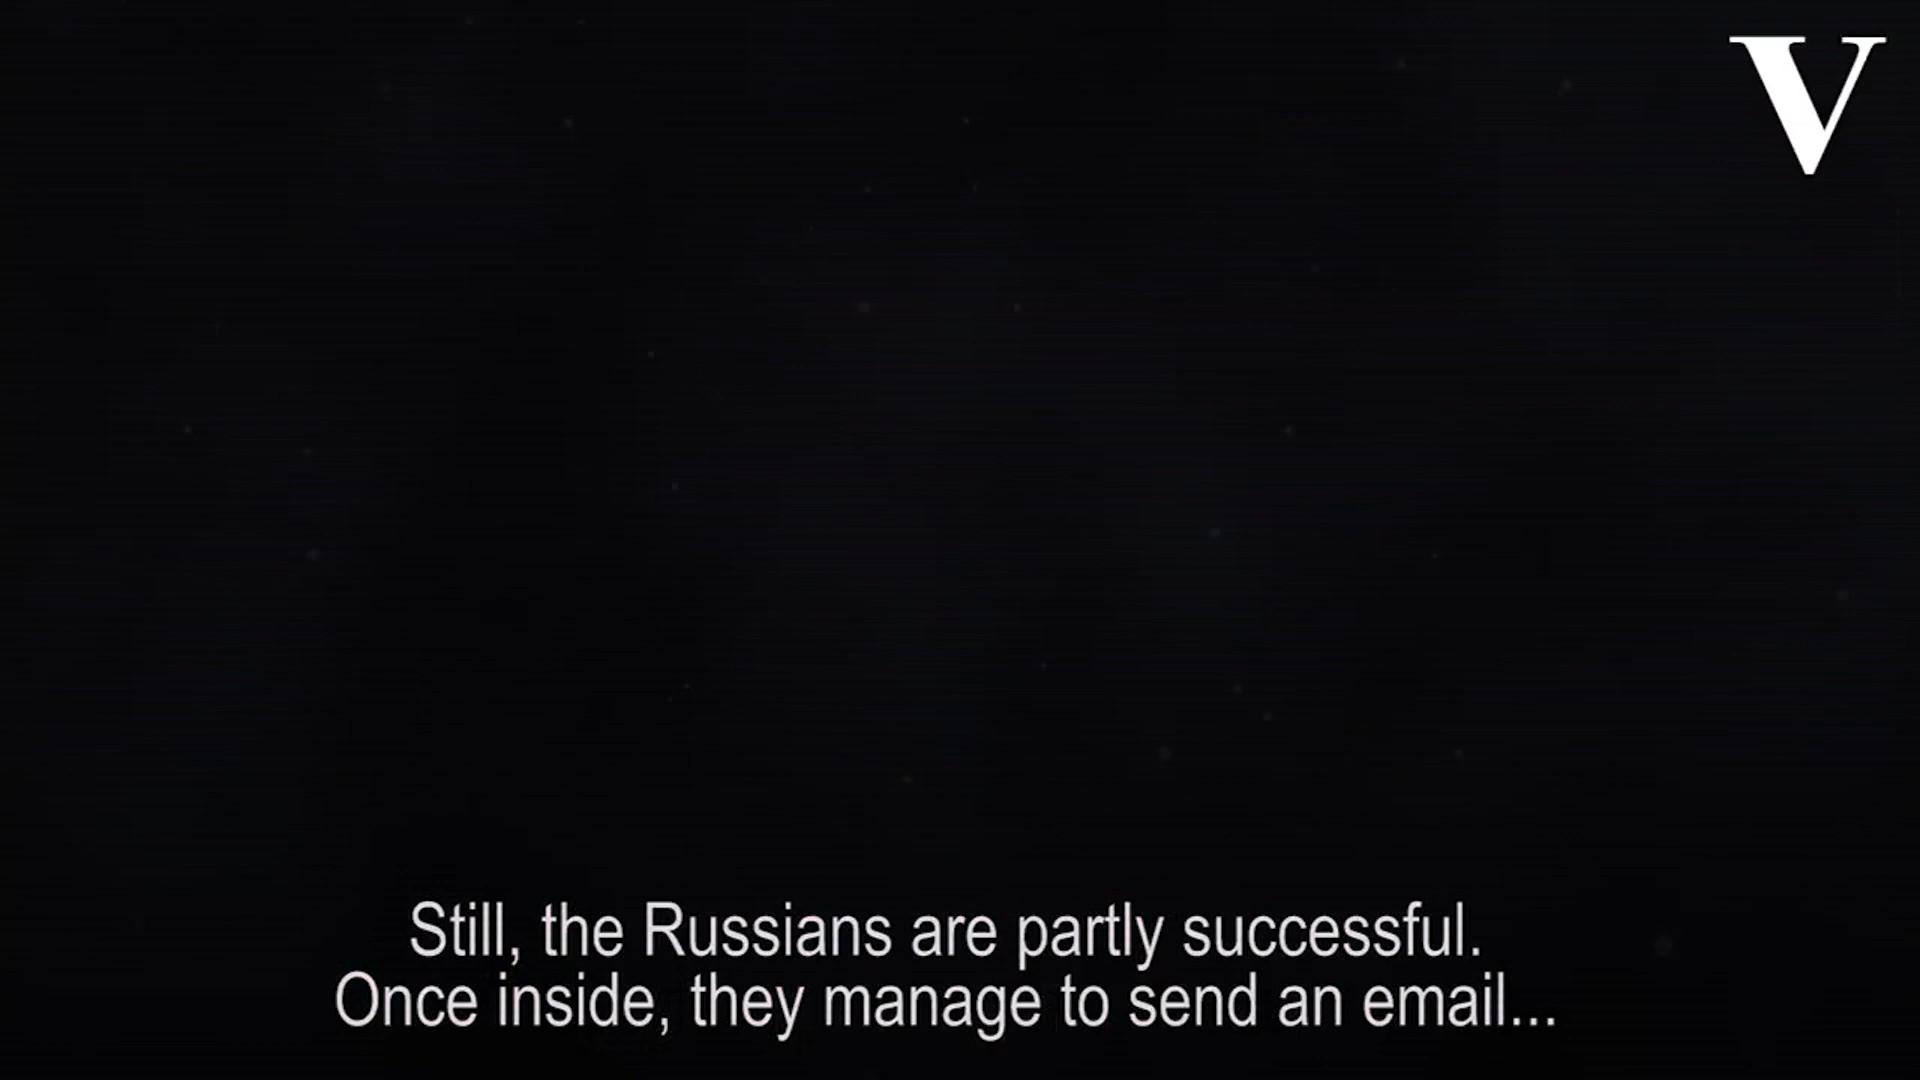 V
Still, the Russians are partly successful.
Once inside, they manage to send an email...